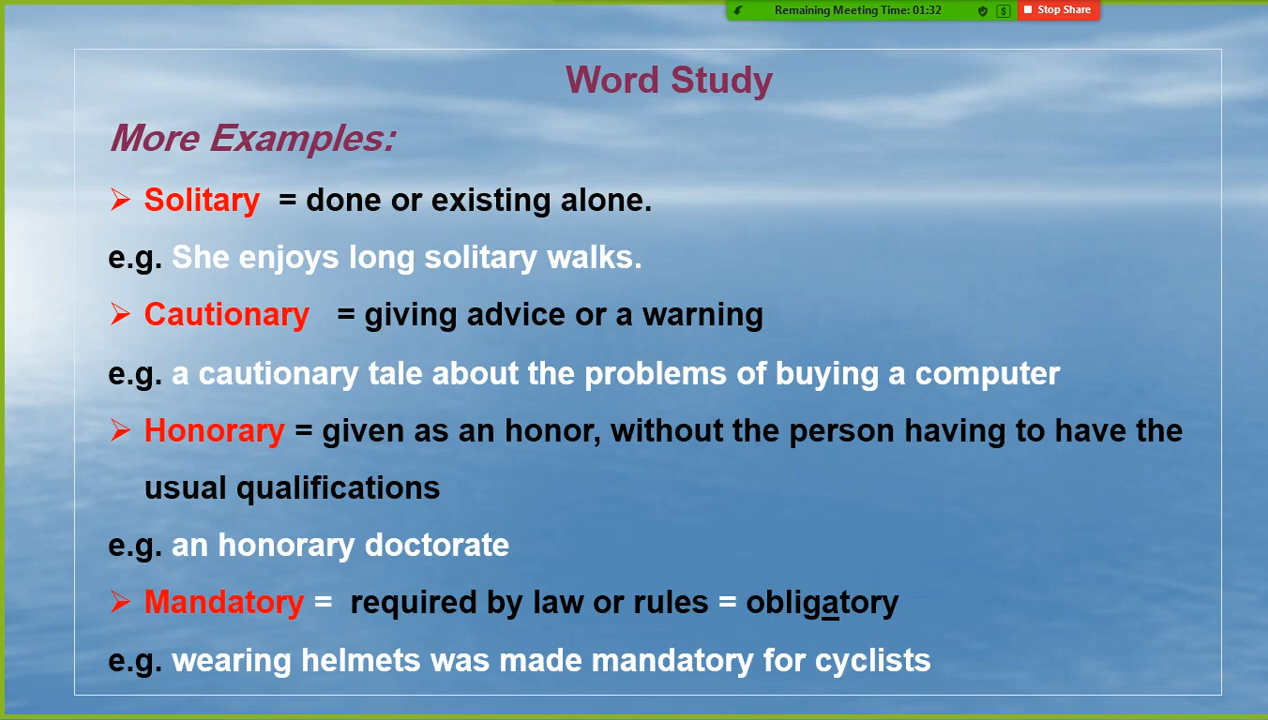 Remaining Meeting Time: 01:32 Stop Share
Word Study
More Examples:
➢ Solitary = done or existing alone.
e.g. She enjoys long solitary walks.
➢ Cautionary = giving advice or a warning
e.g. a cautionary tale about the problems of buying a computer
➢ Honorary = given as an honor, without the person having to have the
usual qualifications
e.g. an honorary doctorate
➢ Mandatory = required by law or rules = obligatory
e.g. wearing helmets was made mandatory for cyclists